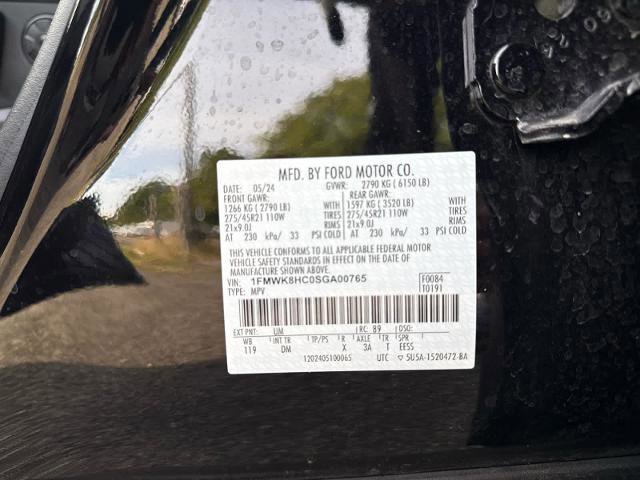 MFD. BY FORD MOTOR CO.
DATE: 05/24 GVWR: 2790 KG ( 6150 LB)
FRONT GAWR: REAR GAWR:
1266 KG ( 2790 LB) WITH 1597 KG ( 3520 LB) WITH
275/45R21 110W TIRES 275/45R21 110W TIRES
21x9.0J RIMS 21x9.0J RIMS
AT 230 kPa/ 33 PSI COLD AT 230 kPa/ 33 PSI COLD
THIS VEHICLE CONFORMS TO ALL APPLICABLE FEDERAL MOTOR
VEHICLE SAFETY STANDARDS IN EFFECT ON THE DATE OF
MANUFACTURE SHOWN ABOVE.
VIN: 1FMWK8HC0SGA00765 F0084
TYPE: MPV T0191
EXT PNT: UM RC: 89 DSO:
WB INT TR TP/PS R AXLE TR SPR
119 DM X 3A T EESS
1202405100065 UTC ▽ SU5A-1520472-BA